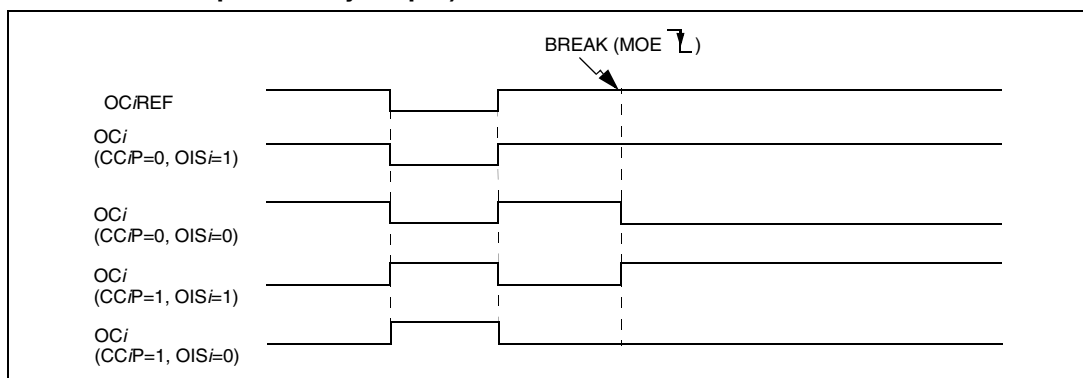 BREAK (MOE )
OCiREF
OCi
(CCiP=0, OISi=1)
OCi
(CCiP=0, OISi=0)
OCi
(CCiP=1, OISi=1)
OCi
(CCiP=1, OISi=0)